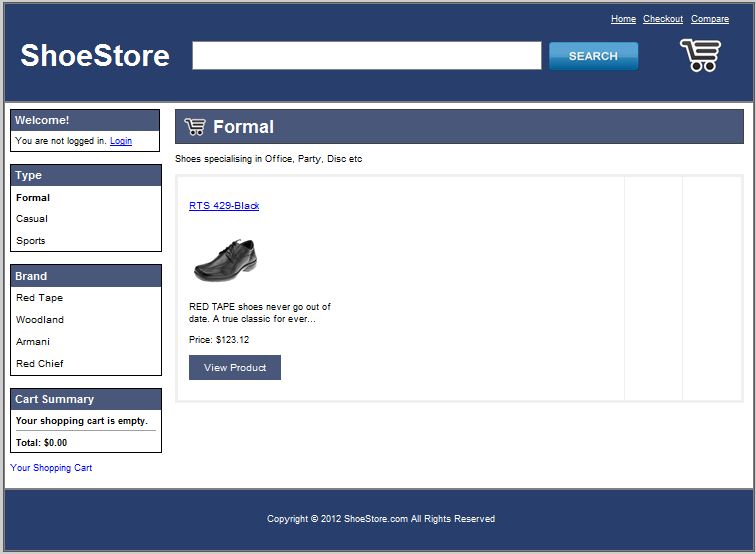 Home Checkout Compare
ShoeStore
SEARCH
Welcome!
You are not logged in. Login
Type
Formal
Casual
Sports
Brand
Red Tape
Woodland
Armani
Red Chief
Cart Summary
Your shopping cart is empty.
Total: $0.00
Your Shopping Cart
Formal
Shoes specialising in Office, Party, Disc etc
RTS 429-Black
RED TAPE shoes never go out of
date. A true classic for ever...
Price: $123.12
View Product
Copyright © 2012 ShoeStore.com All Rights Reserved